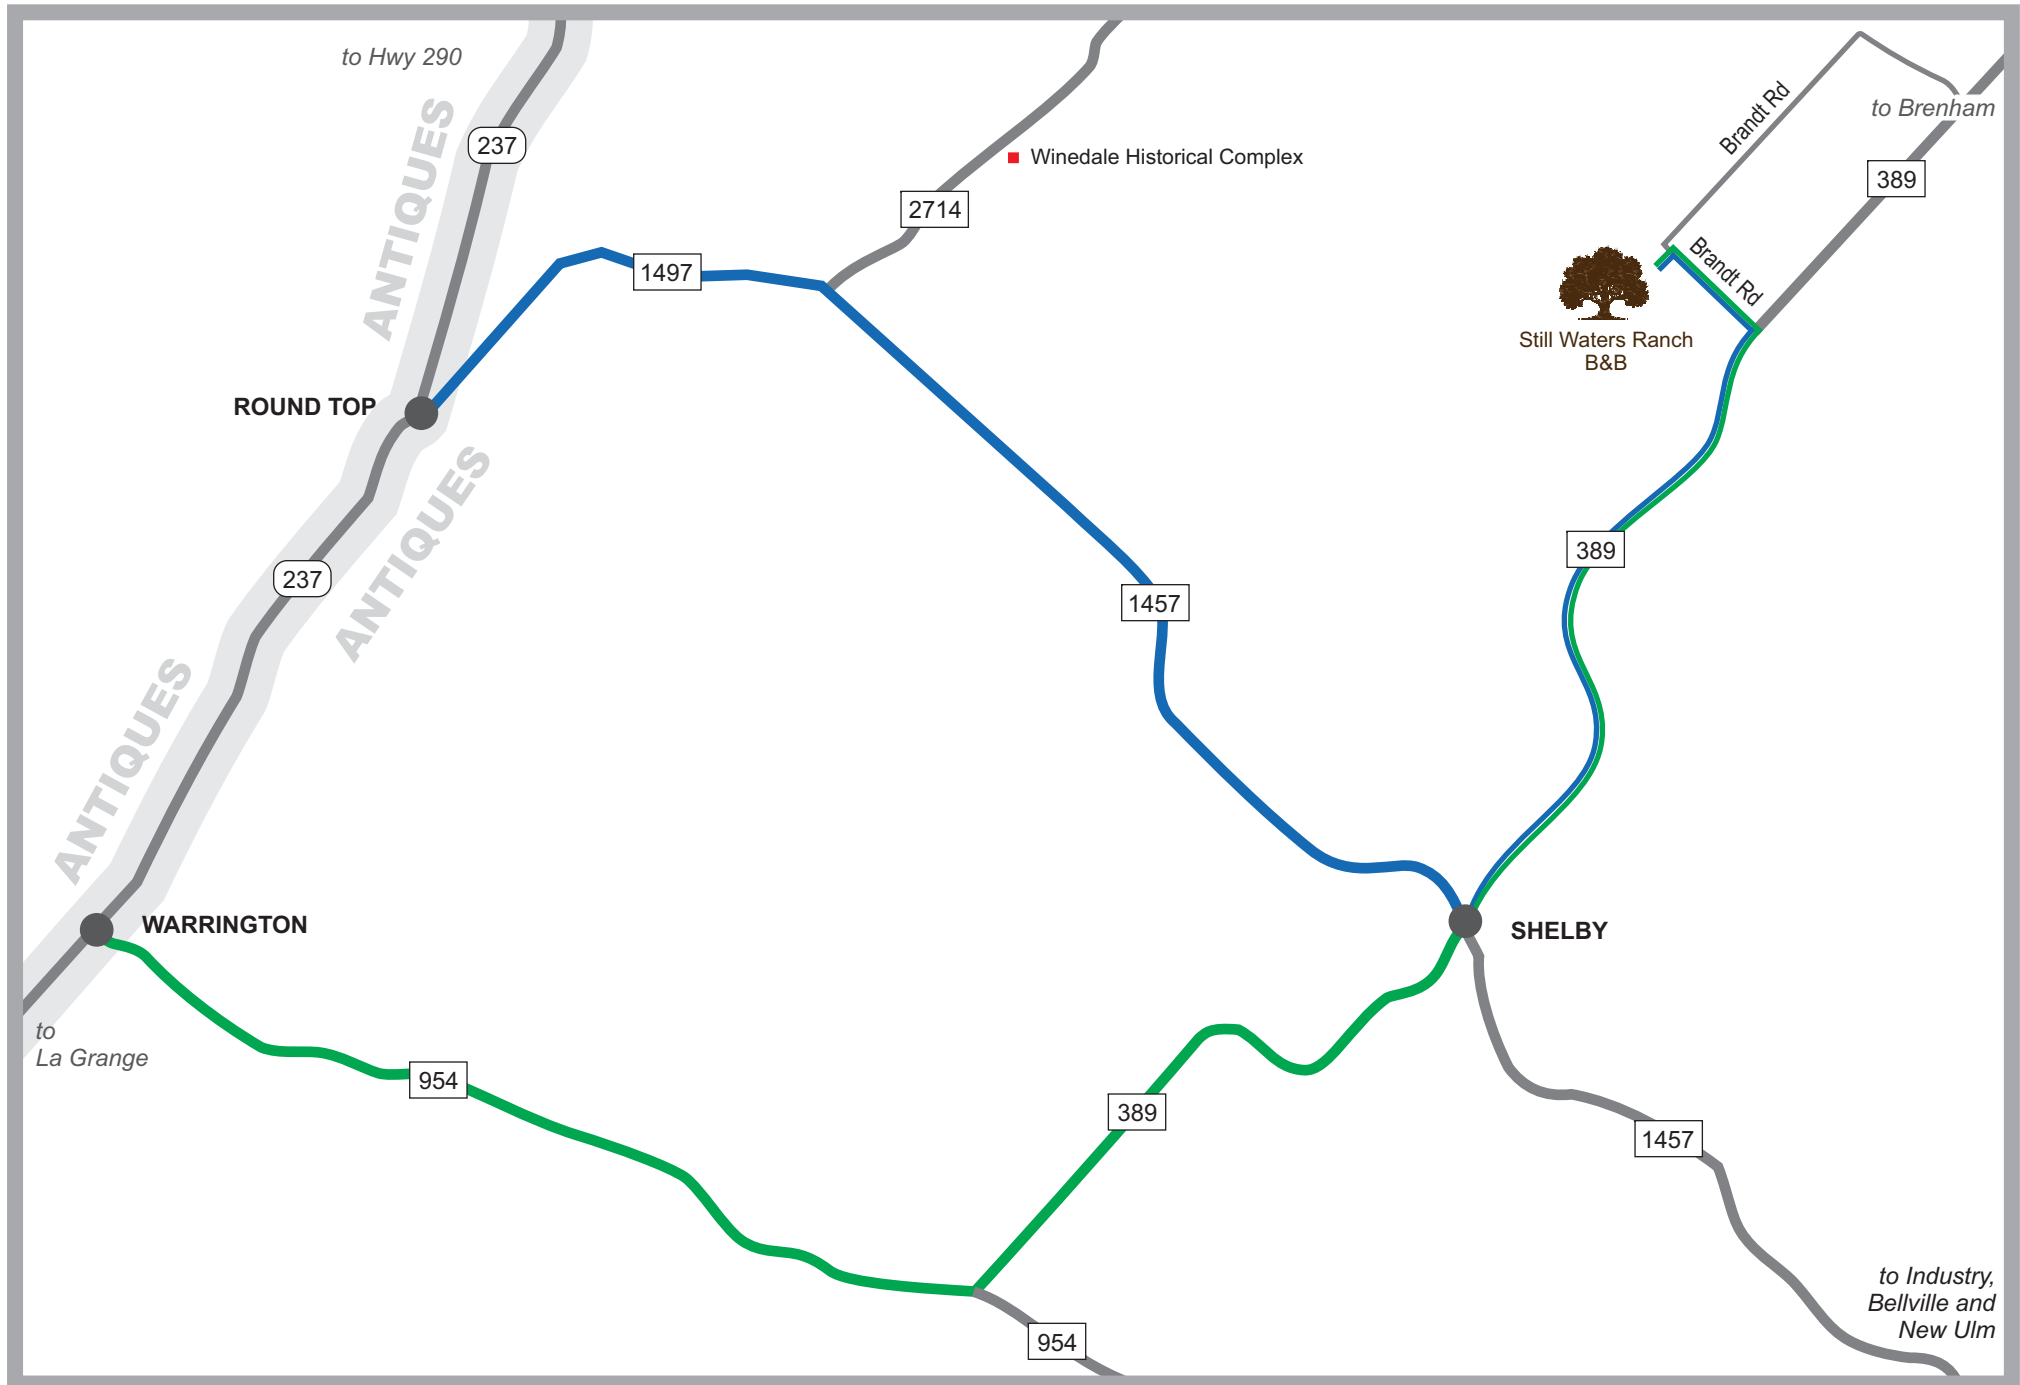 to Hwy 290
ANTIQUES
237
Winedale Historical Complex
2714
Brandt Rd
to Brenham
389
1497
Brandt Rd
Still Waters Ranch
B&B
ROUND TOP
ANTIQUES
237
389
1457
ANTIQUES
WARRINGTON
SHELBY
to
La Grange
954
389
1457
954
to Industry,
Bellville and
New Ulm